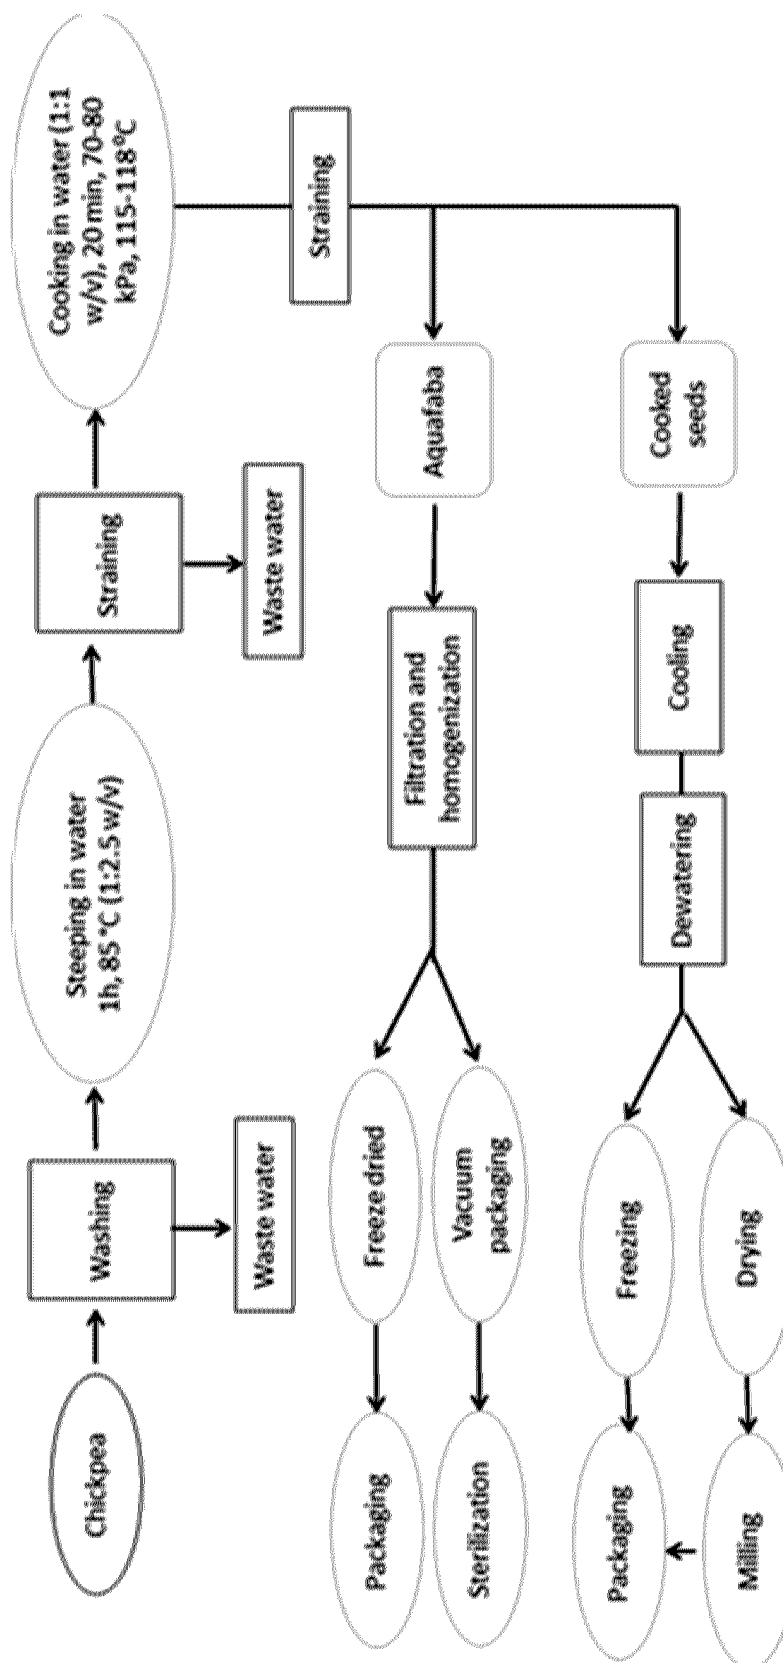 Chickpea
Washing
Waste water
Steeping in water
1h, 85 °C (1:2.5 w/v)
Straining
Waste water
Cooking in water (1:1
w/v), 20 min, 70-80
kPa, 115-118 °C
Straining
Aquafaba
Filtration and
homogenization
Freeze dried
Packaging
Vacuum
packaging
Sterilization
Cooked
seeds
Cooling
Dewatering
Freezing
Packaging
Drying
Milling